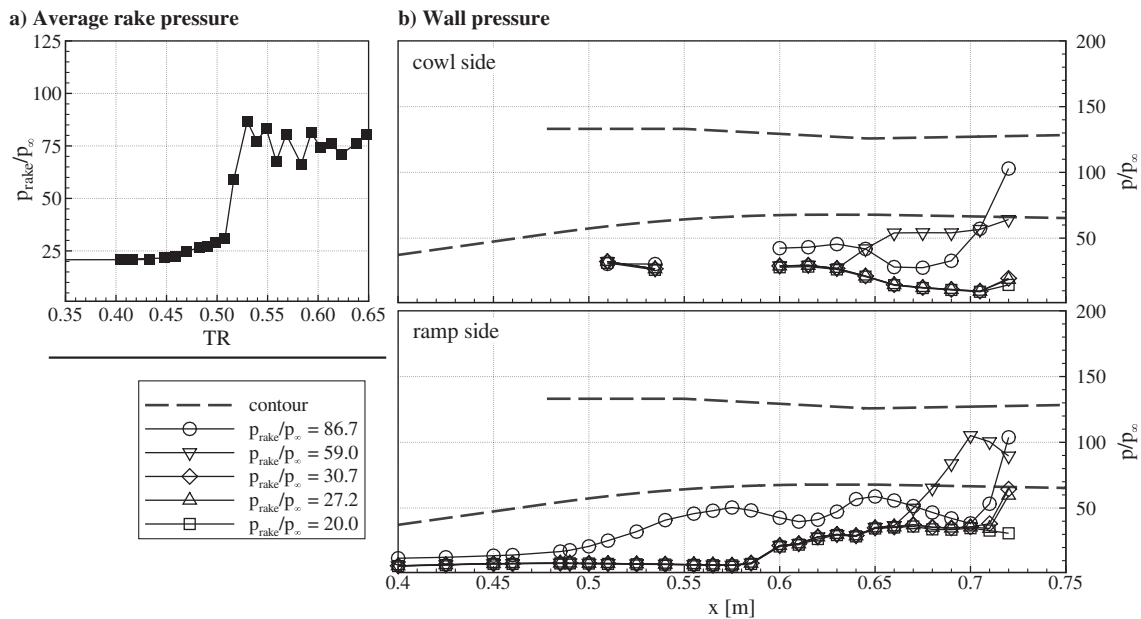 a) Average rake pressure
125
100
75
50
25
0.35 0.40 0.45 0.50 0.55 0.60 0.65
TR
p_rake/p_∞
contour
p_rake/p_∞ = 86.7
p_rake/p_∞ = 59.0
p_rake/p_∞ = 30.7
p_rake/p_∞ = 27.2
p_rake/p_∞ = 20.0
b) Wall pressure
cowl side
200
150
100
50
0
p/p_∞
ramp side
200
150
100
50
0
p/p_∞
0.4 0.45 0.5 0.55 0.6 0.65 0.7 0.75
x [m]